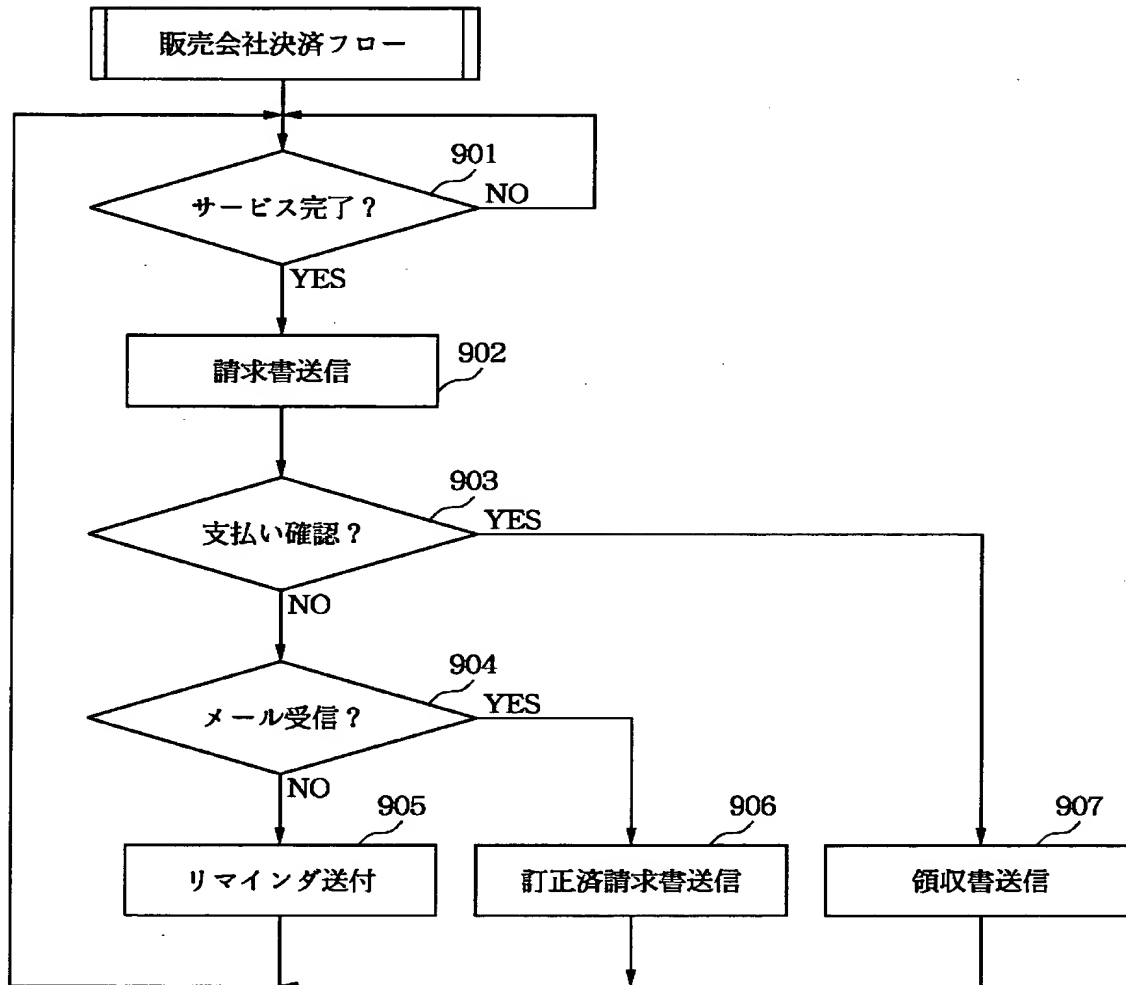 販売会社決済フロー
901
サービス完了？
NO
YES
902
請求書送信
903
支払い確認？
YES
NO
904
メール受信？
YES
NO
905
906
907
リマインダ送付
訂正済請求書送信
領収書送信